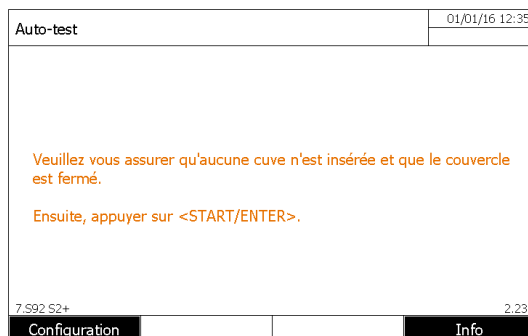 Auto-test
01/01/16 12:35
Veuillez vous assurer qu'aucune cuve n'est insérée et que le couvercle
est fermé.
Ensuite, appuyer sur <START/ENTER>.
7.S92 S2+
2.23
Configuration
Info